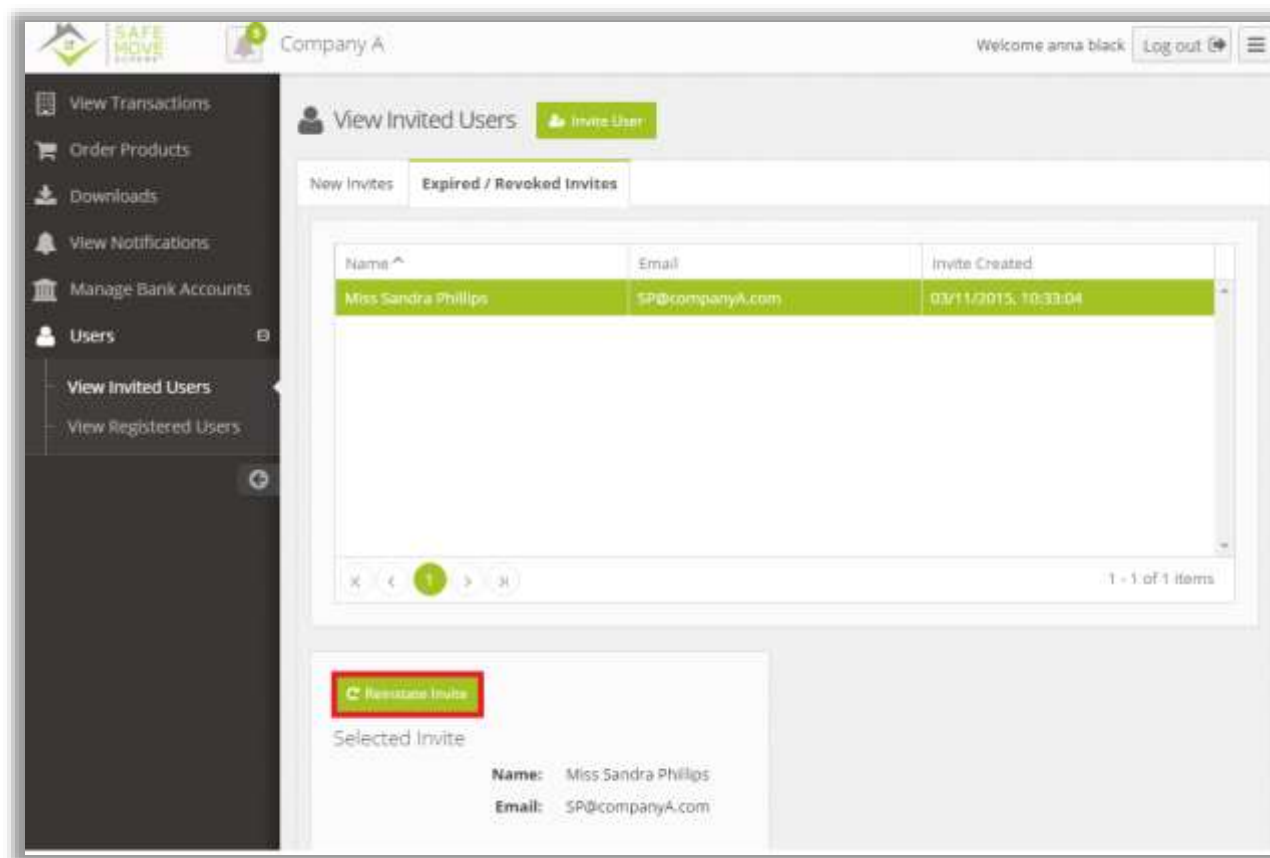 SAFE
MOVE
SCHEME
Company A
Welcome anna black
Log out
View Transactions
Order Products
Downloads
View Notifications
Manage Bank Accounts
Users
View Invited Users
View Registered Users
View Invited Users
Invite User
New Invites
Expired / Revoked Invites
Name Email Invite Created
Miss Sandra Phillips SP@companyA.com 03/11/2015, 10:33:04
1
1 - 1 of 1 items
Reinstate Invite
Selected Invite
Name: Miss Sandra Phillips
Email: SP@companyA.com